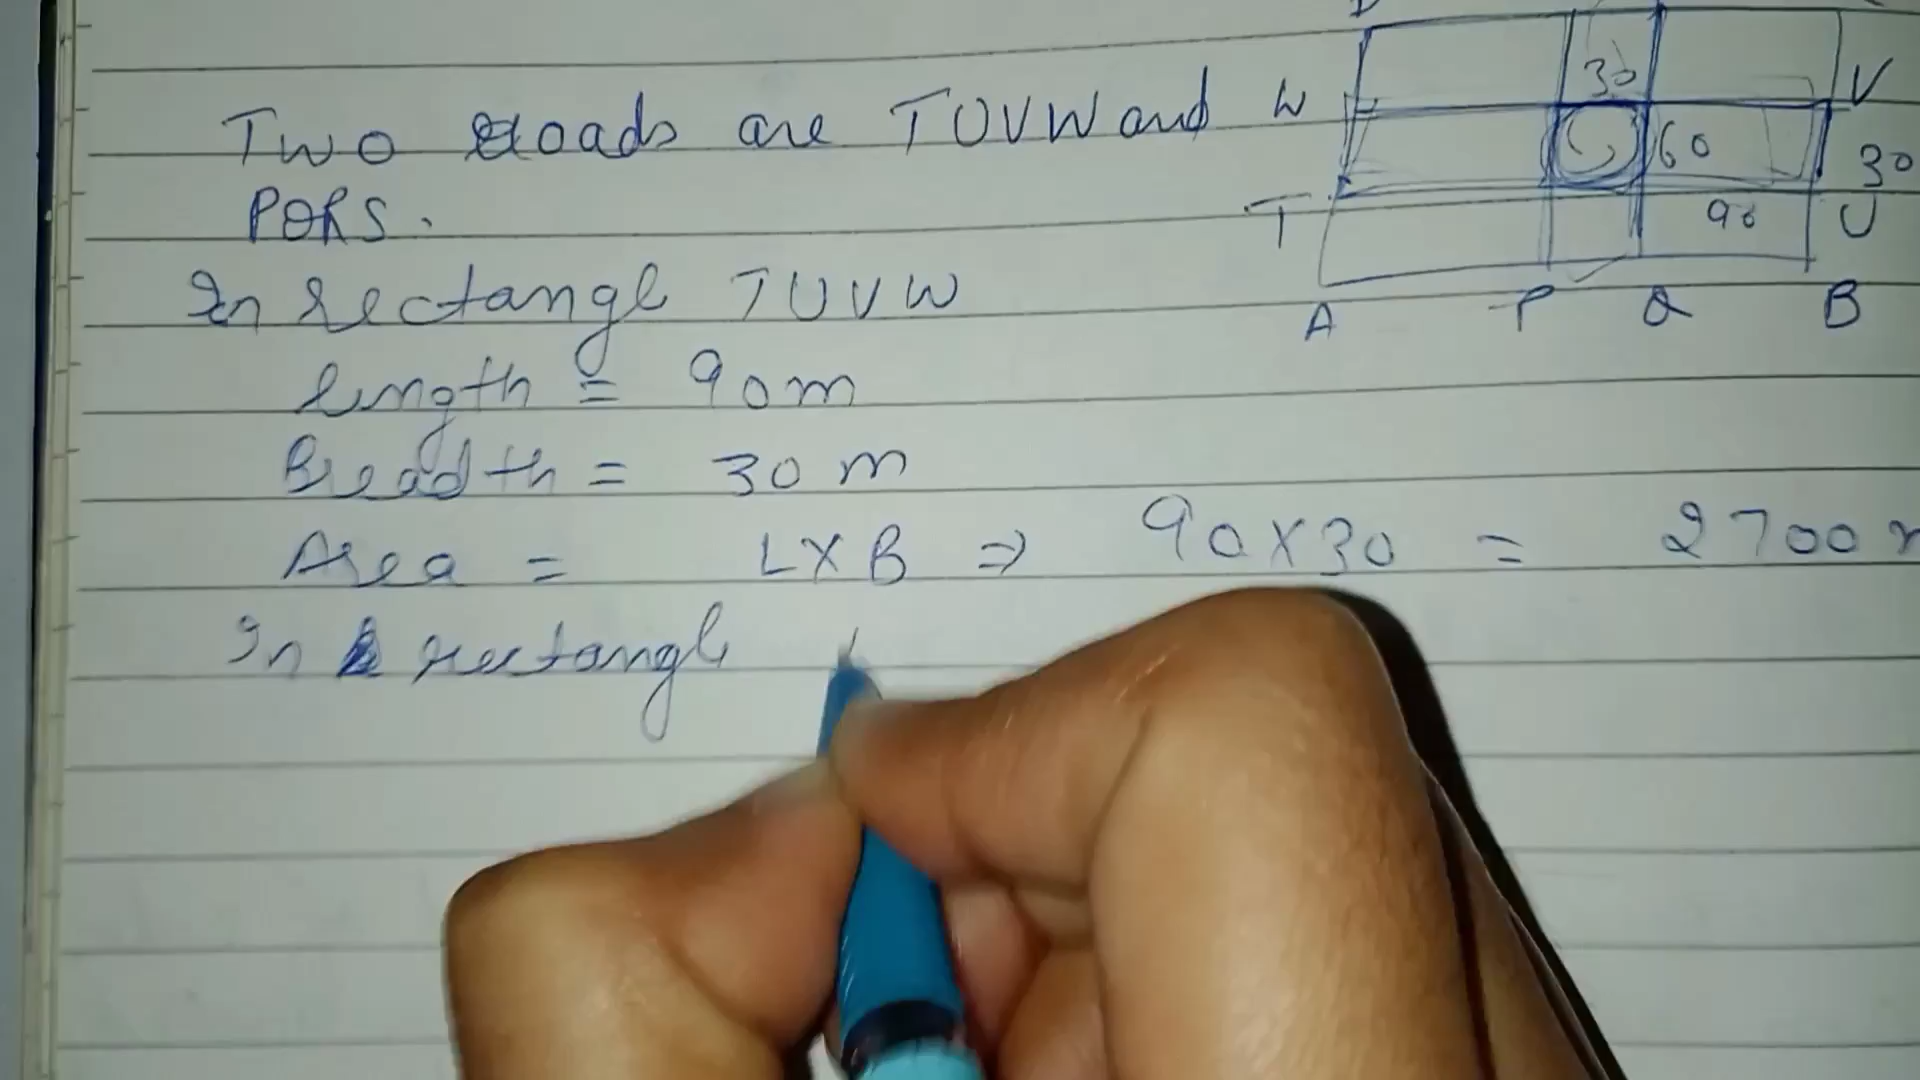 Two roads are TUVW and
PQRS.
In rectangle TUVW
length = 90m
Breadth = 30 m
Area = L×B ⇒ 90×30 = 2700
In rectangle
30
W
V
60
30
T
90
U
A
P
Q
B